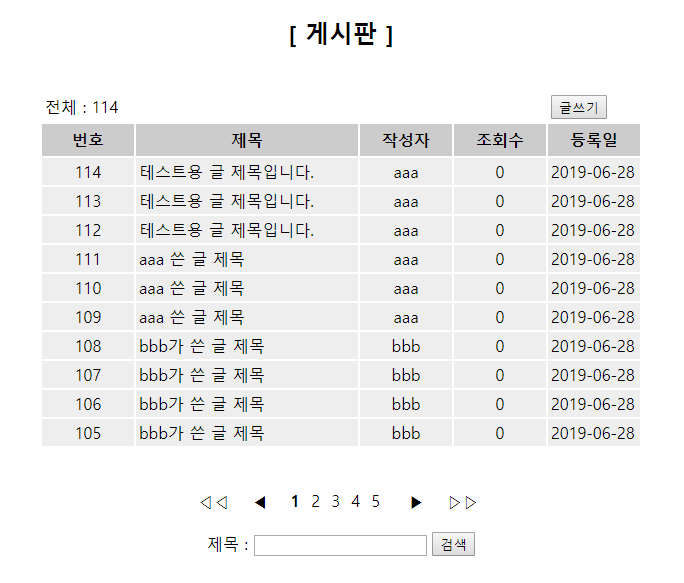 [ 게시판 ]
전체 : 114 글쓰기
번호 제목 작성자 조회수 등록일
114 테스트용 글 제목입니다. aaa 0 2019-06-28
113 테스트용 글 제목입니다. aaa 0 2019-06-28
112 테스트용 글 제목입니다. aaa 0 2019-06-28
111 aaa 쓴 글 제목 aaa 0 2019-06-28
110 aaa 쓴 글 제목 aaa 0 2019-06-28
109 aaa 쓴 글 제목 aaa 0 2019-06-28
108 bbb가 쓴 글 제목 bbb 0 2019-06-28
107 bbb가 쓴 글 제목 bbb 0 2019-06-28
106 bbb가 쓴 글 제목 bbb 0 2019-06-28
105 bbb가 쓴 글 제목 bbb 0 2019-06-28
◁◁ ◀ 1 2 3 4 5 ▶ ▷▷
제목 : 검색